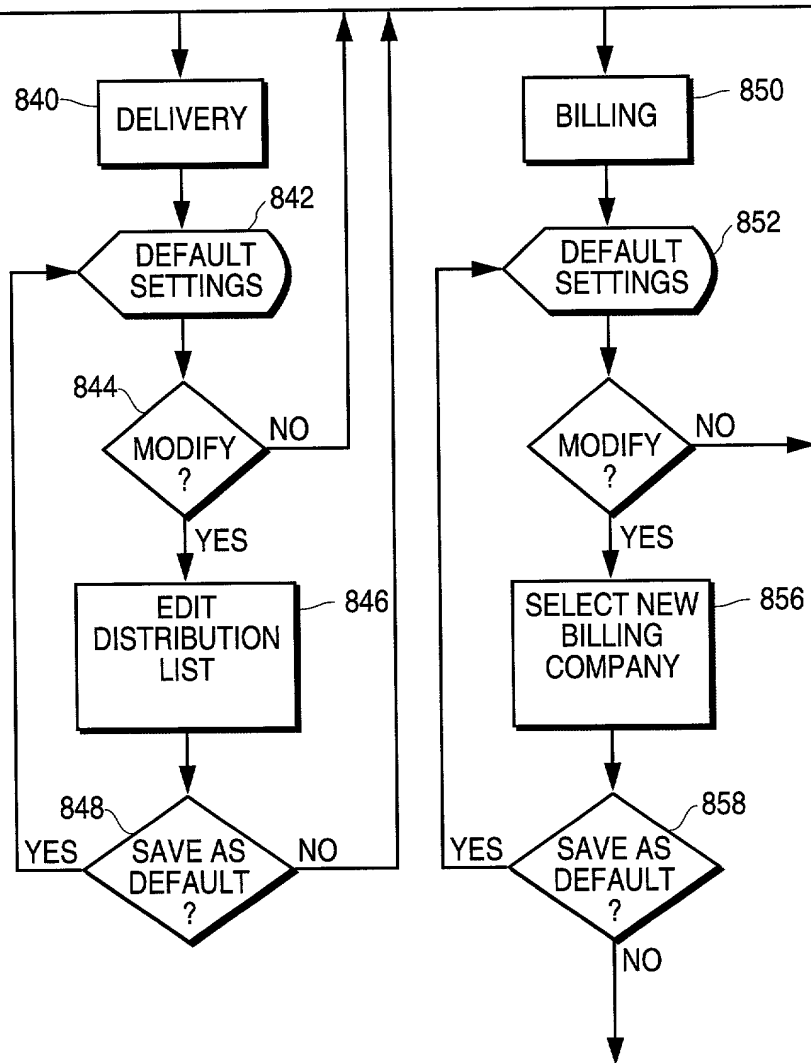 840
DELIVERY
842
DEFAULT
SETTINGS
844
MODIFY
?
NO
YES
EDIT
DISTRIBUTION
LIST
846
848
YES
SAVE AS
DEFAULT
?
NO
850
BILLING
852
DEFAULT
SETTINGS
MODIFY
?
NO
YES
SELECT NEW
BILLING
COMPANY
856
858
YES
SAVE AS
DEFAULT
?
NO